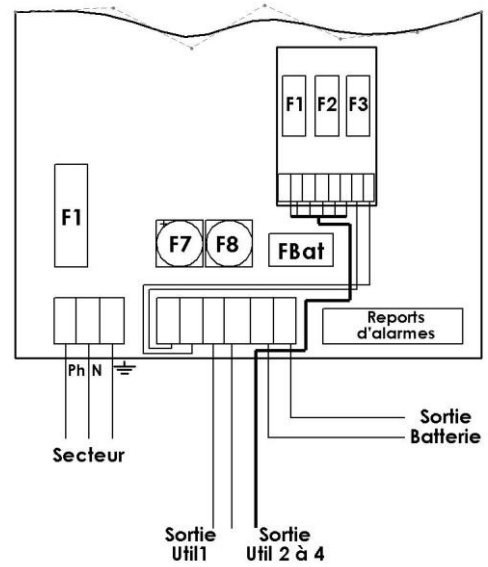 F1 F2 F3
F1
F7 F8
FBat
Reports
d'alarmes
Ph N
Sortie
Batterie
Secteur
Sortie
Util1
Sortie
Util 2 à 4